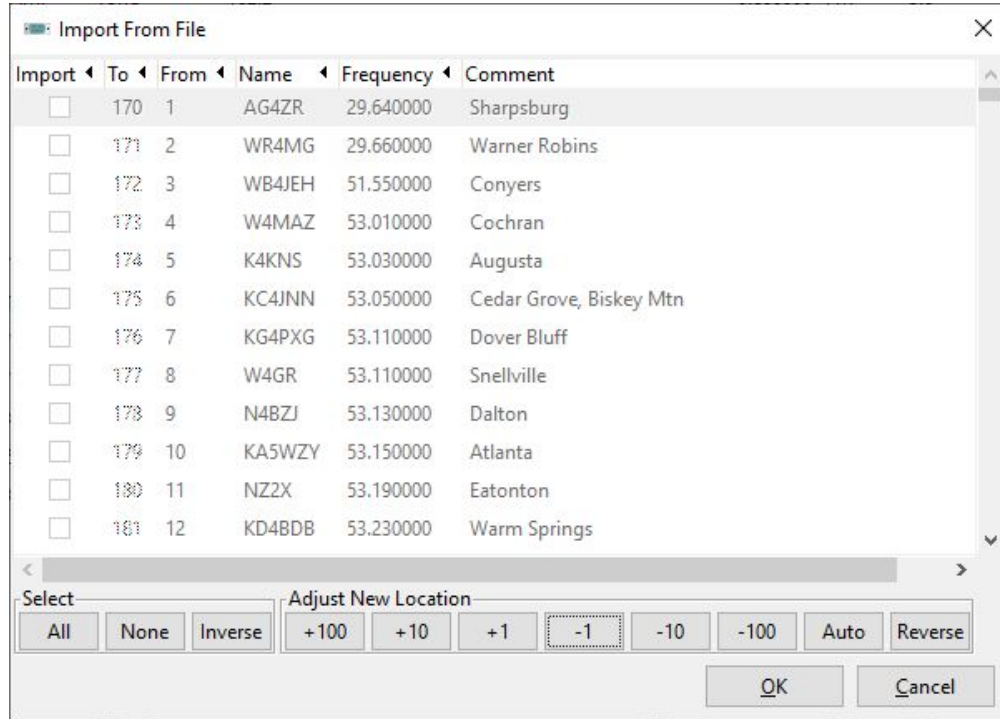 Import From File
Import To From Name Frequency Comment
170 1 AG4ZR 29.640000 Sharpsburg
171 2 WR4MG 29.660000 Warner Robins
172 3 WB4JEH 51.550000 Conyers
173 4 W4MAZ 53.010000 Cochran
174 5 K4KNS 53.030000 Augusta
175 6 KC4JNN 53.050000 Cedar Grove, Biskey Mtn
176 7 KG4PXG 53.110000 Dover Bluff
177 8 W4GR 53.110000 Snellville
178 9 N4BZJ 53.130000 Dalton
179 10 KA5WZY 53.150000 Atlanta
180 11 NZ2X 53.190000 Eatonton
181 12 KD4BDB 53.230000 Warm Springs
Select Adjust New Location
All None Inverse +100 +10 +1 -1 -10 -100 Auto Reverse
OK Cancel